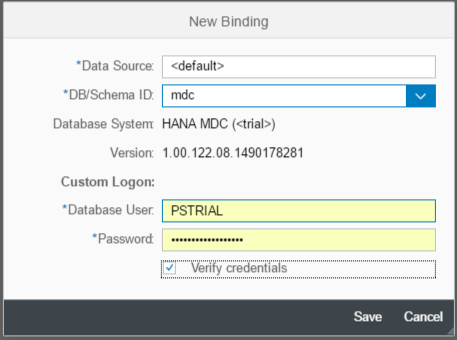 New Binding
*Data Source: <default>
*DB/Schema ID: mdc
Database System: HANA MDC (<trial>)
Version: 1.00.122.08.1490178281
Custom Logon:
*Database User: PSTRIAL
*Password: ••••••••••••••••••
Verify credentials
Save Cancel